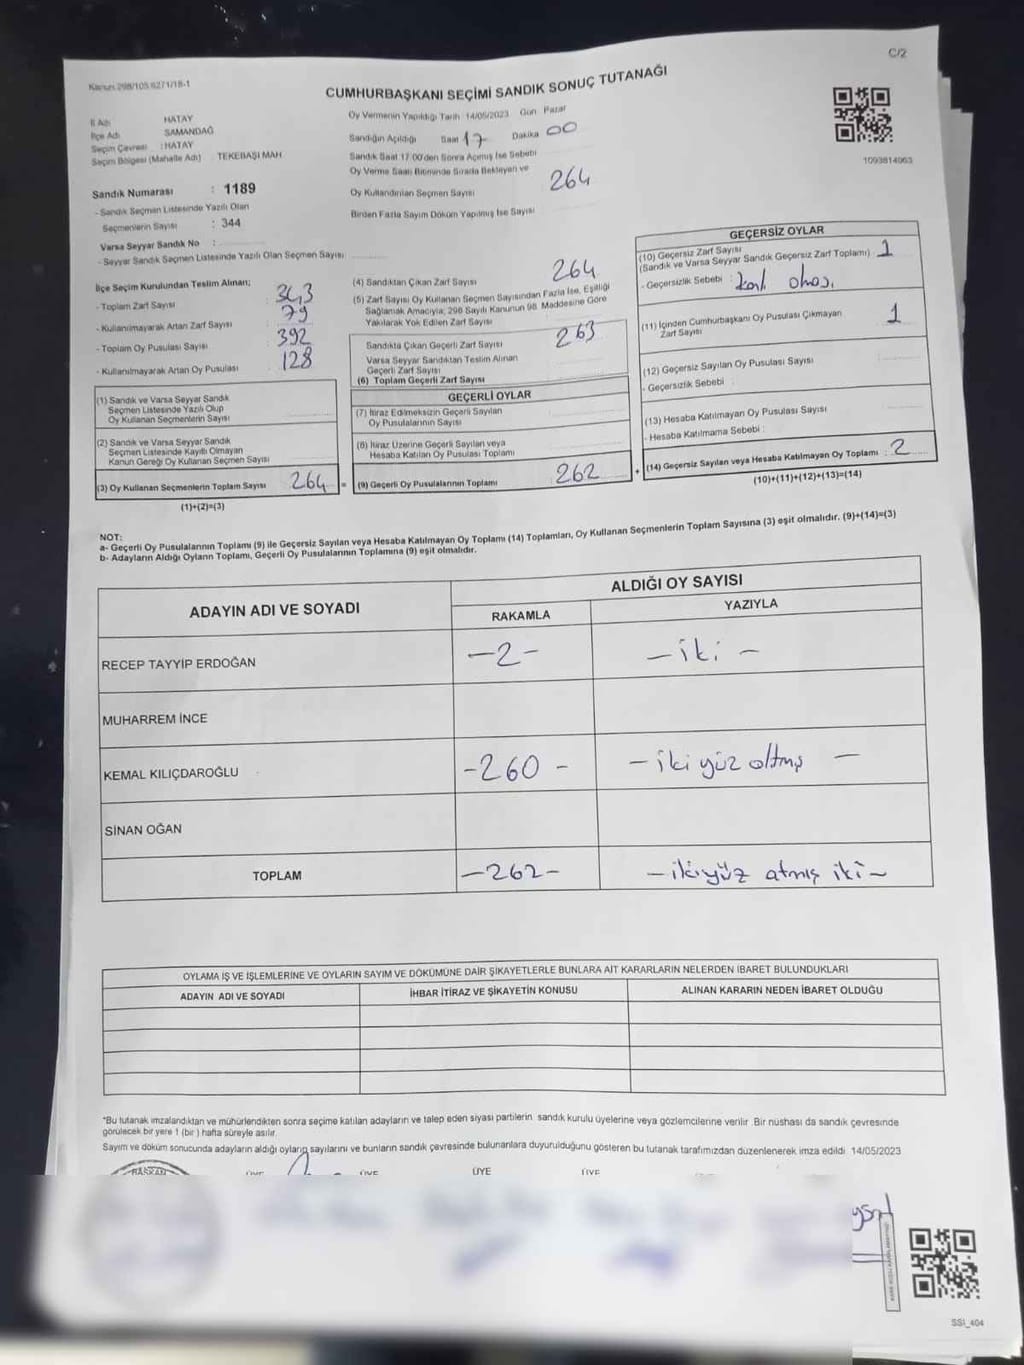 C/2
Kanun 298/105 6271/18-1
CUMHURBAŞKANI SEÇİMİ SANDIK SONUÇ TUTANAĞI
İl Adı : HATAY
İlçe Adı : SAMANDAĞ
Seçim Çevresi : HATAY
Seçim Bölgesi (Mahalle Adı) : TEKEBAŞI MAH
Sandık Numarası : 1189
- Sandık Seçmen Listesinde Yazılı Olan
Seçmenlerin Sayısı : 344
Varsa Seyyar Sandık No :
- Seyyar Sandık Seçmen Listesinde Yazılı Olan Seçmen Sayısı
Oy Vermenin Yapıldığı Tarih 14/05/2023 Gün Pazar
Sandığın Açıldığı Saat 17 Dakika 00
Sandık Saat 17:00'den Sonra Açılmış İse Sebebi
Oy Verme Saati Bitiminde Sırada Bekleyen ve
Oy Kullandırılan Seçmen Sayısı 264
Birden Fazla Sayım Döküm Yapılmış İse Sayısı
1093814063
İlçe Seçim Kurulundan Teslim Alınan;
- Toplam Zarf Sayısı : 343
- Kullanılmayarak Artan Zarf Sayısı : 79
- Toplam Oy Pusulası Sayısı : 392
- Kullanılmayarak Artan Oy Pusulası : 128
(1) Sandık ve Varsa Seyyar Sandık
Seçmen Listesinde Yazılı Olup
Oy Kullanan Seçmenlerin Sayısı
(2) Sandık ve Varsa Seyyar Sandık
Seçmen Listesinde Kayıtlı Olmayan
Kanun Gereği Oy Kullanan Seçmen Sayısı
(3) Oy Kullanan Seçmenlerin Toplam Sayısı 264 =
(1)+(2)=(3)
(4) Sandıktan Çıkan Zarf Sayısı 264
(5) Zarf Sayısı Oy Kullanan Seçmen Sayısından Fazla İse, Eşitliği
Sağlamak Amacıyla; 298 Sayılı Kanunun 98. Maddesine Göre
Yakılarak Yok Edilen Zarf Sayısı
Sandıkta Çıkan Geçerli Zarf Sayısı 263
Varsa Seyyar Sandıktan Teslim Alınan
Geçerli Zarf Sayısı
(6) Toplam Geçerli Zarf Sayısı
GEÇERLİ OYLAR
(7) İtiraz Edilmeksizin Geçerli Sayılan
Oy Pusulalarının Sayısı
(8) İtiraz Üzerine Geçerli Sayılan veya
Hesaba Katılan Oy Pusulası Toplamı
(9) Geçerli Oy Pusulalarının Toplamı 262 +
GEÇERSİZ OYLAR
(10) Geçersiz Zarf Sayısı
(Sandık ve Varsa Seyyar Sandık Geçersiz Zarf Toplamı) 1
- Geçersizlik Sebebi :
(11) İçinden Cumhurbaşkanı Oy Pusulası Çıkmayan
Zarf Sayısı 1
(12) Geçersiz Sayılan Oy Pusulası Sayısı
- Geçersizlik Sebebi :
(13) Hesaba Katılmayan Oy Pusulası Sayısı
- Hesaba Katılmama Sebebi :
(14) Geçersiz Sayılan veya Hesaba Katılmayan Oy Toplamı : 2
(10)+(11)+(12)+(13)=(14)
NOT:
a- Geçerli Oy Pusulalarının Toplamı (9) ile Geçersiz Sayılan veya Hesaba Katılmayan Oy Toplamı (14) Toplamları, Oy Kullanan Seçmenlerin Toplam Sayısına (3) eşit olmalıdır. (9)+(14)=(3)
b- Adayların Aldığı Oyların Toplamı, Geçerli Oy Pusulalarının Toplamına (9) eşit olmalıdır.
ADAYIN ADI VE SOYADI
ALDIĞI OY SAYISI
RAKAMLA YAZIYLA
RECEP TAYYİP ERDOĞAN -2- -iki-
MUHARREM İNCE
KEMAL KILIÇDAROĞLU -260- -iki yüz altmış-
SİNAN OĞAN
TOPLAM -262- -ikiyüz atmış iki-
OYLAMA İŞ VE İŞLEMLERİNE VE OYLARIN SAYIM VE DÖKÜMÜNE DAİR ŞİKAYETLERLE BUNLARA AİT KARARLARIN NELERDEN İBARET BULUNDUKLARI
ADAYIN ADI VE SOYADI İHBAR İTİRAZ VE ŞİKAYETİN KONUSU ALINAN KARARIN NEDEN İBARET OLDUĞU
*Bu tutanak imzalandıktan ve mühürlendikten sonra seçime katılan adayların ve talep eden siyasi partilerin sandık kurulu üyelerine veya gözlemcilerine verilir. Bir nüshası da sandık çevresinde
görülecek bir yere 1 (bir) hafta süreyle asılır.
Sayım ve döküm sonucunda adayların aldığı oyların sayılarını ve bunların sandık çevresinde bulunanlara duyurulduğunu gösteren bu tutanak tarafımızdan düzenlenerek imza edildi 14/05/2023
BAŞKAN ÜYE ÜYE ÜYE ÜYE
SSI_404